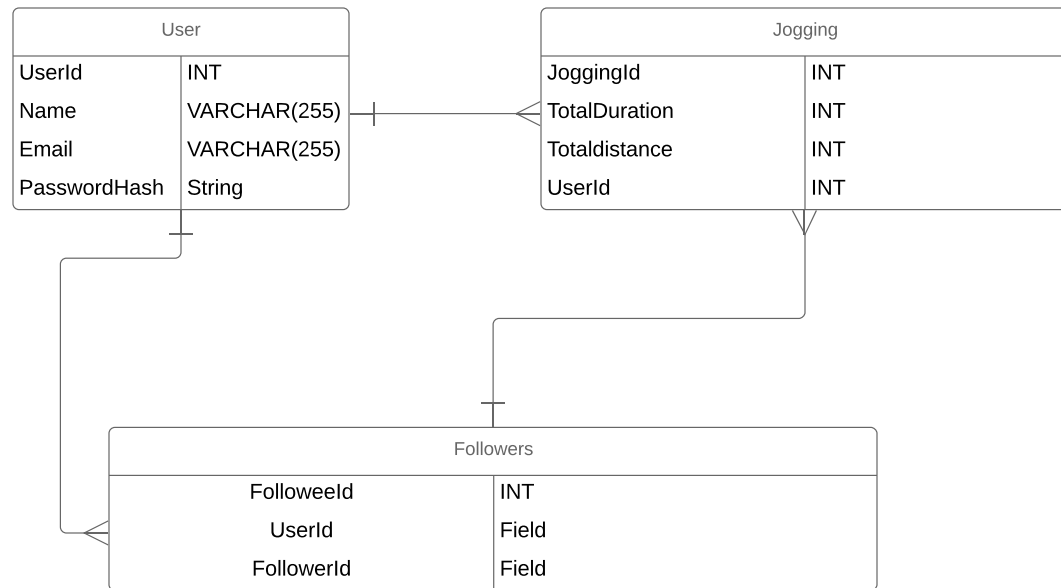 User
UserId INT
Name VARCHAR(255)
Email VARCHAR(255)
PasswordHash String
Jogging
JoggingId INT
TotalDuration INT
Totaldistance INT
UserId INT
Followers
FolloweeId INT
UserId Field
FollowerId Field